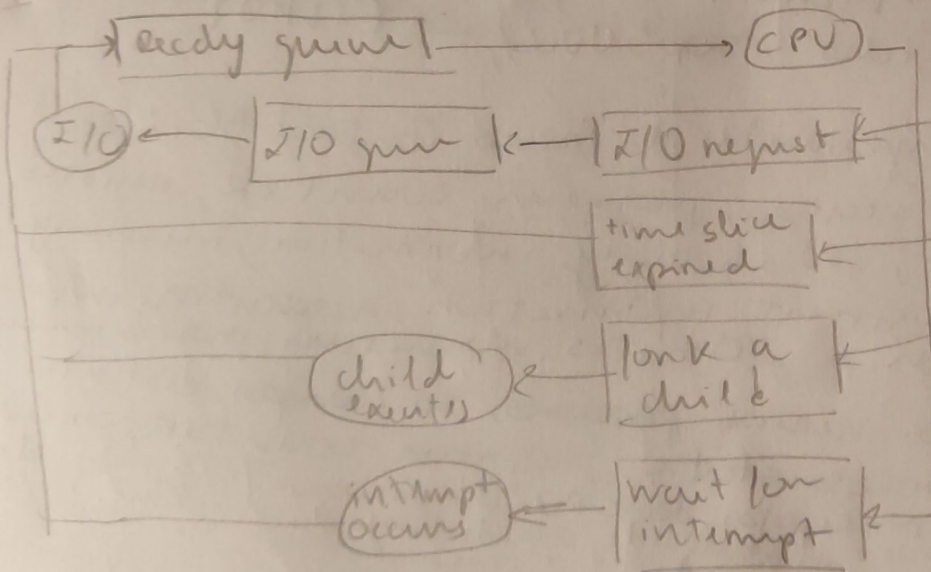 ready queue
CPU
I/O
I/O queue
I/O request
time slice
expired
child
executes
fork a
child
interrupt
occurs
wait for
interrupt